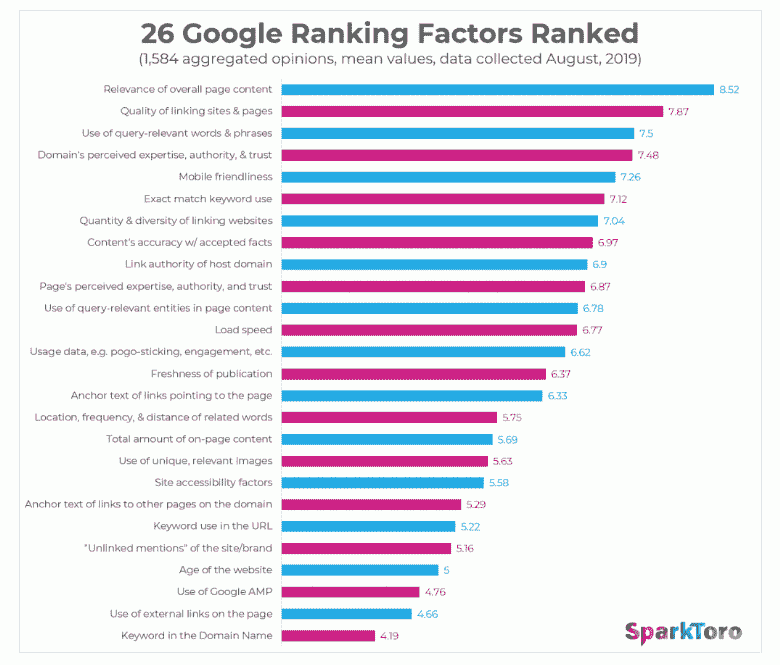 26 Google Ranking Factors Ranked
(1,584 aggregated opinions, mean values, data collected August, 2019)
Relevance of overall page content 8.52
Quality of linking sites & pages 7.87
Use of query-relevant words & phrases 7.5
Domain's perceived expertise, authority, & trust 7.48
Mobile friendliness 7.26
Exact match keyword use 7.12
Quantity & diversity of linking websites 7.04
Content's accuracy w/ accepted facts 6.97
Link authority of host domain 6.9
Page's perceived expertise, authority, and trust 6.87
Use of query-relevant entities in page content 6.78
Load speed 6.77
Usage data, e.g. pogo-sticking, engagement, etc. 6.62
Freshness of publication 6.37
Anchor text of links pointing to the page 6.33
Location, frequency, & distance of related words 5.75
Total amount of on-page content 5.69
Use of unique, relevant images 5.63
Site accessibility factors 5.58
Anchor text of links to other pages on the domain 5.29
Keyword use in the URL 5.22
"Unlinked mentions" of the site/brand 5.16
Age of the website 5
Use of Google AMP 4.76
Use of external links on the page 4.66
Keyword in the Domain Name 4.19
SparkToro